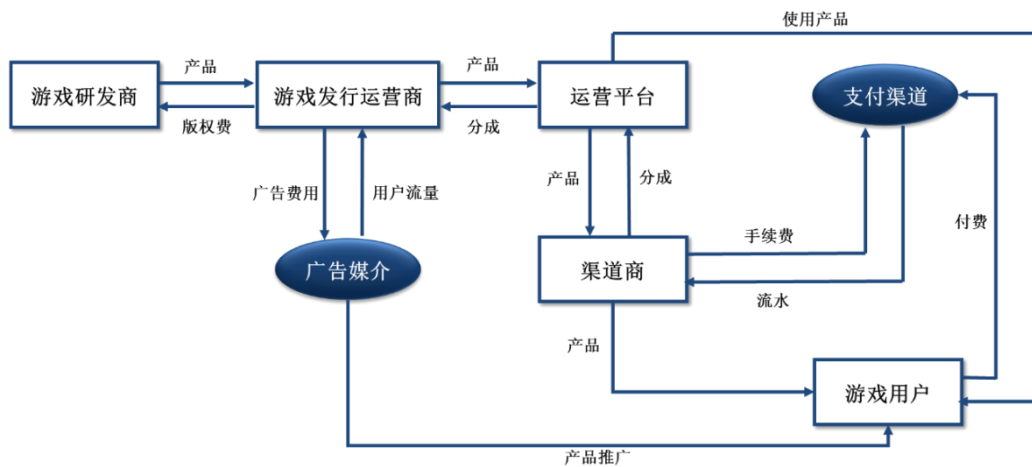 使用产品
游戏研发商
产品
版权费
游戏发行运营商
产品
分成
运营平台
支付渠道
广告费用
用户流量
产品
分成
付费
广告媒介
渠道商
手续费
流水
产品
游戏用户
产品推广